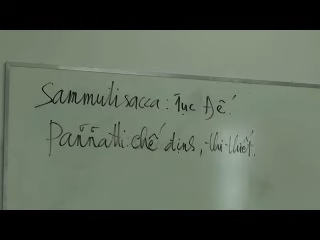 Sammutisacca: Tục Đế.
Paññatti: chế định, thi-thiết.